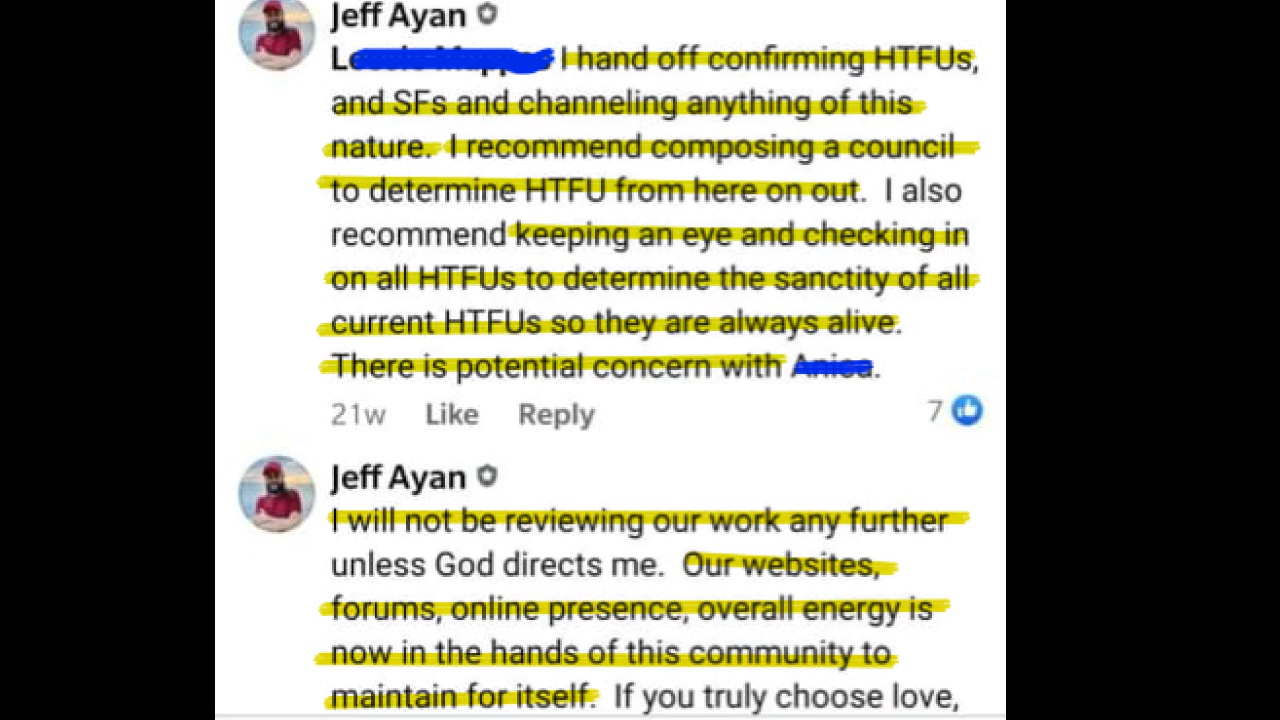 Jeff Ayan
I hand off confirming HTFUs,
and SFs and channeling anything of this
nature. I recommend composing a council
to determine HTFU from here on out. I also
recommend keeping an eye and checking in
on all HTFUs to determine the sanctity of all
current HTFUs so they are always alive.
There is potential concern with
21w Like Reply 7
Jeff Ayan
I will not be reviewing our work any further
unless God directs me. Our websites,
forums, online presence, overall energy is
now in the hands of this community to
maintain for itself. If you truly choose love,